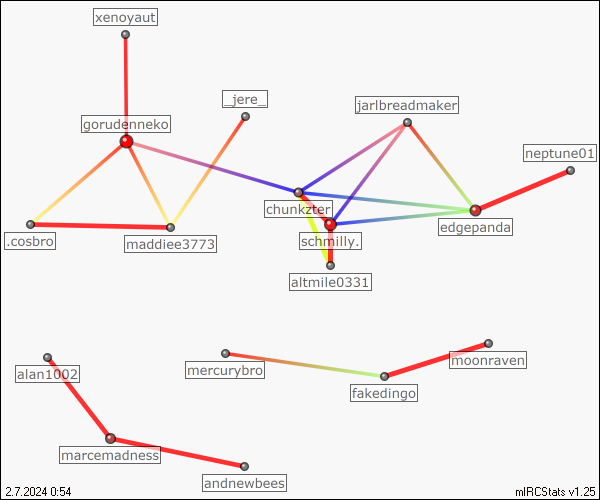 xenoyaut
_jere_
jarlbreadmaker
gorudenneko
neptune01
chunkzter
edgepanda
.cosbro
maddiee3773
schmilly.
altmile0331
moonraven
mercurybro
alan1002
fakedingo
marcemadness
andnewbees
2.7.2024 0:54
mIRCStats v1.25